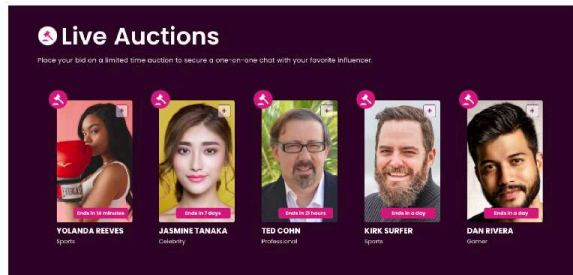 Live Auctions
Place your bid on a limited time auction to secure a one-on-one chat with your favorite influencer.
EVERLAST
Ends in 14 minutes
Ends in 7 days
Ends in 21 hours
Ends in a day
Ends in a day
YOLANDA REEVES
JASMINE TANAKA
TED COHN
KIRK SURFER
DAN RIVERA
Sports
Celebrity
Professional
Sports
Gamer